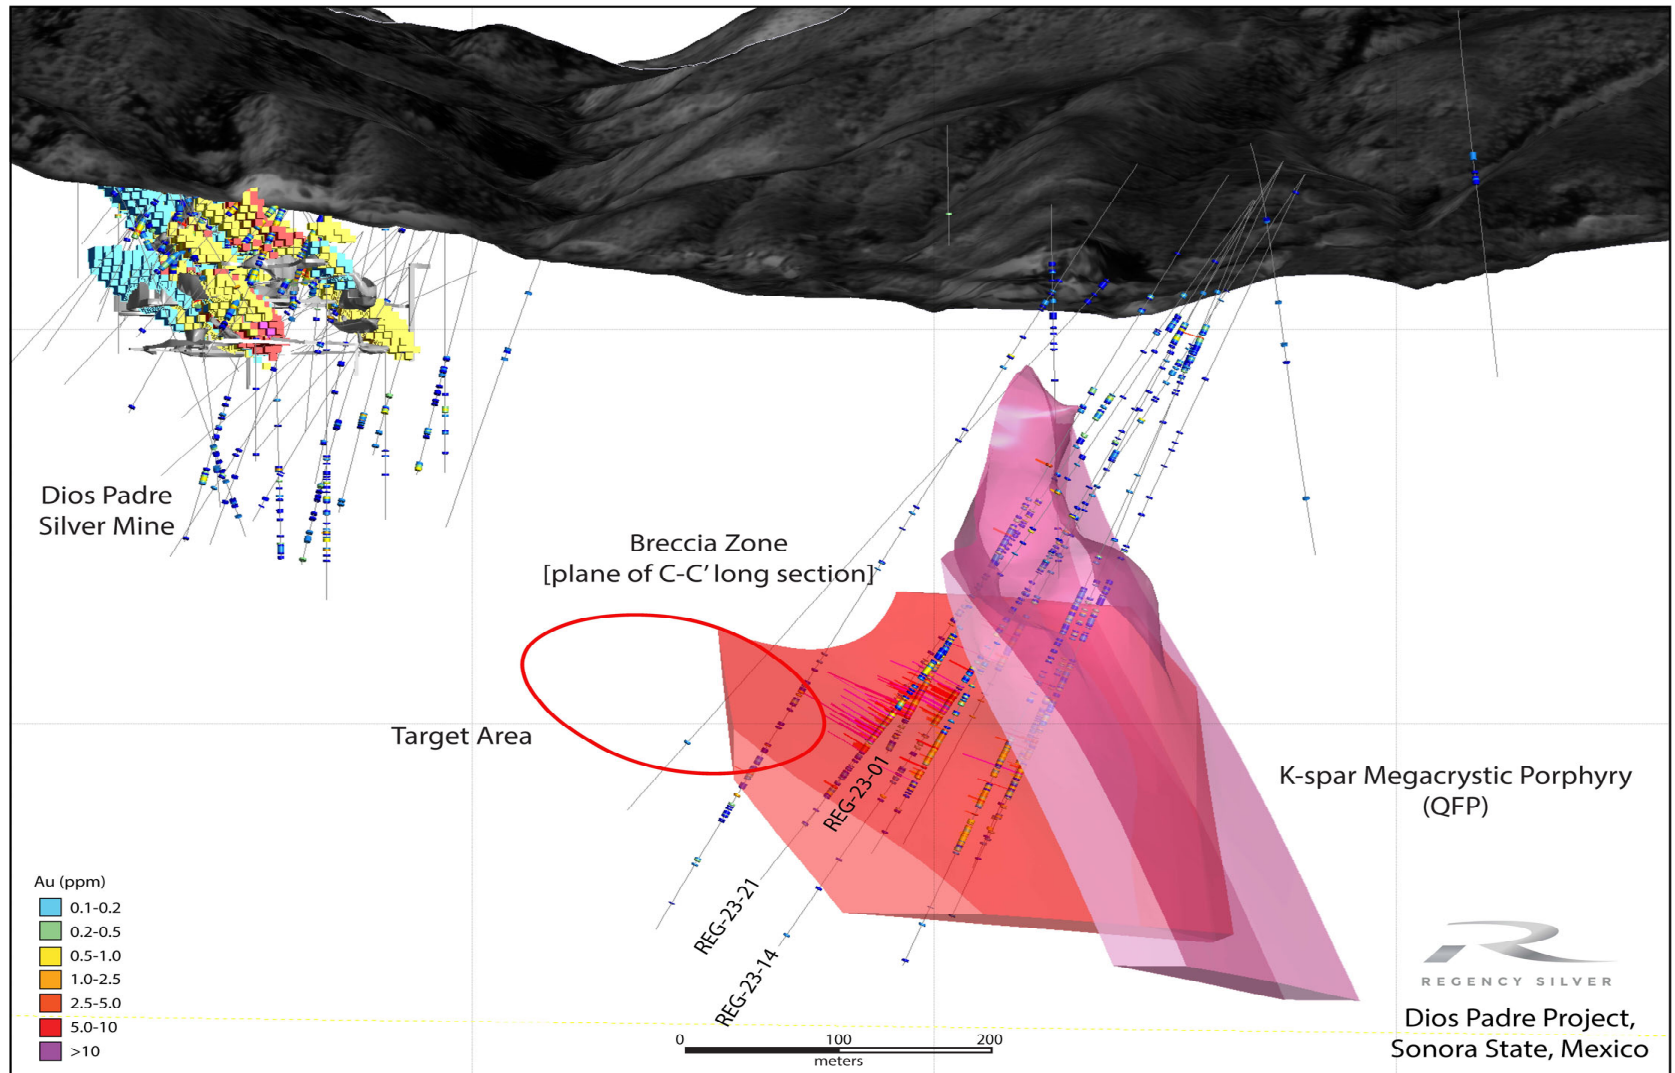 Dios Padre
Silver Mine
Breccia Zone
[plane of C-C' long section]
Target Area
REG-23-01
REG-23-21
REG-23-14
K-spar Megacrystic Porphyry
(QFP)
Au (ppm)
0.1-0.2
0.2-0.5
0.5-1.0
1.0-2.5
2.5-5.0
5.0-10
>10
0 100 200
meters
R
REGENCY SILVER
Dios Padre Project,
Sonora State, Mexico